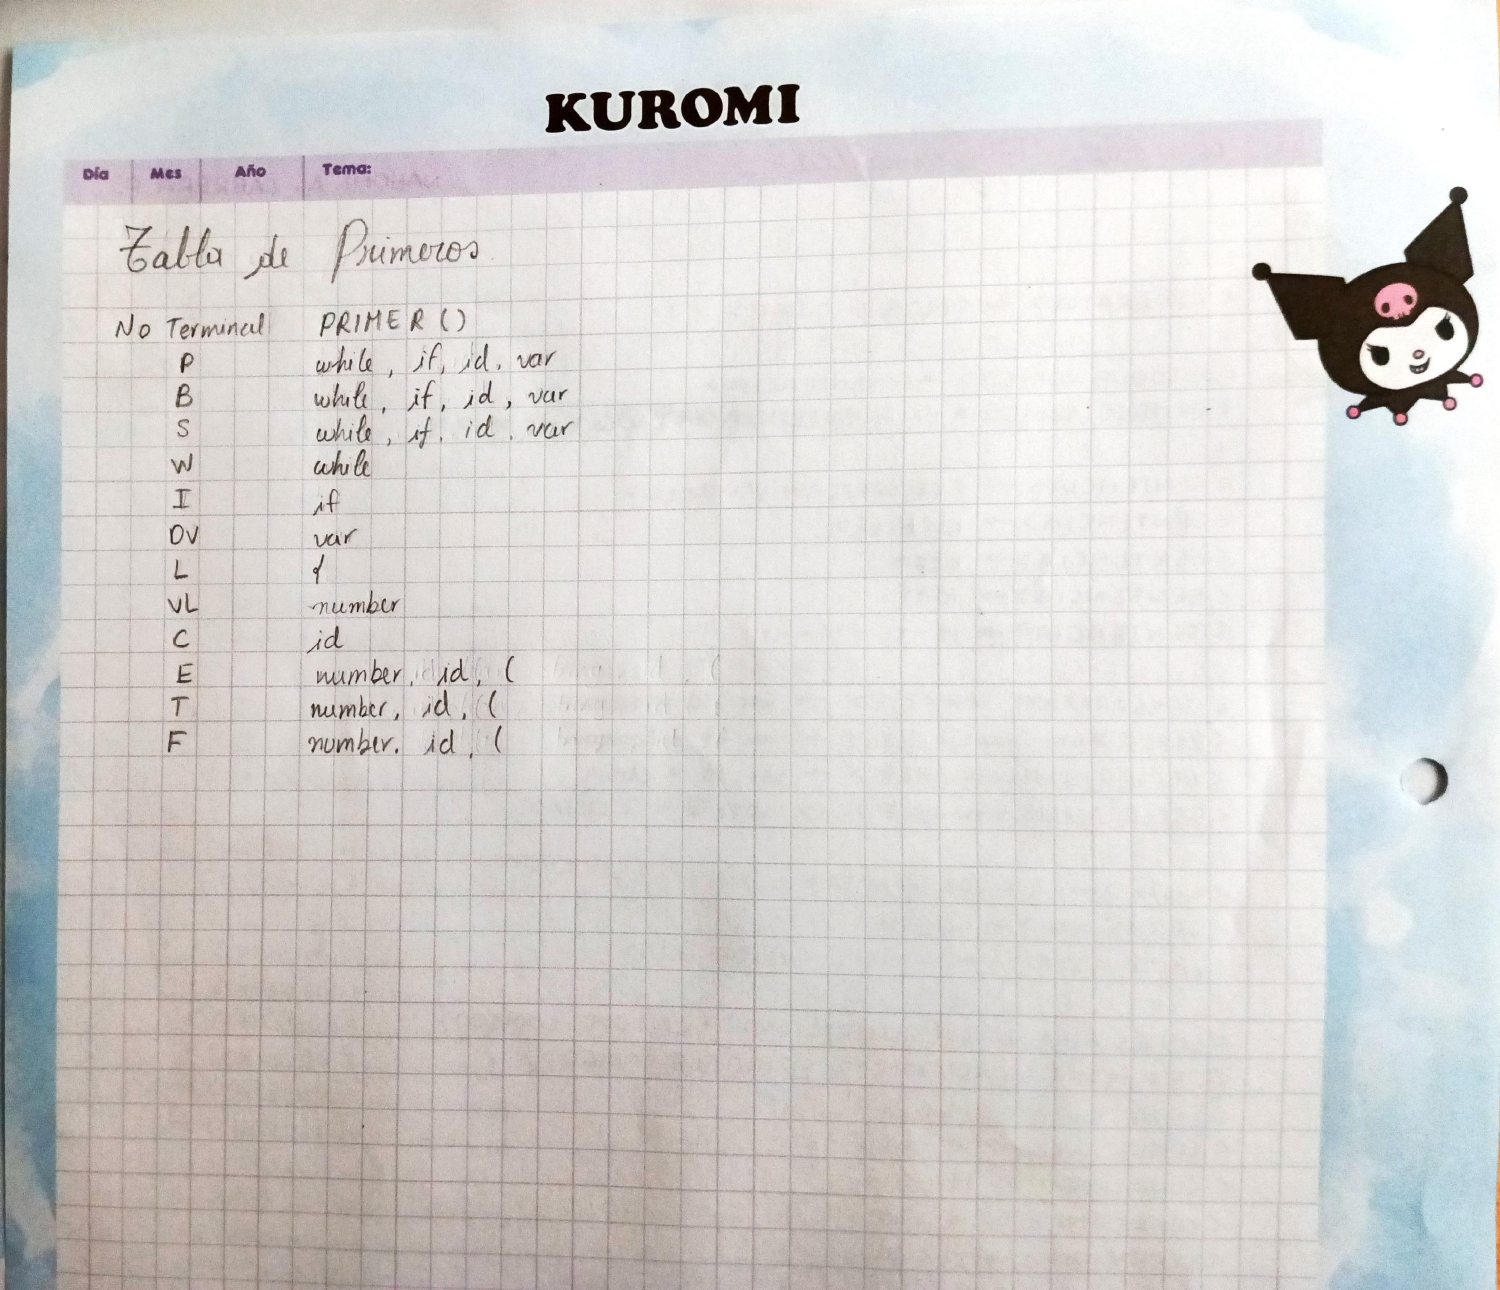 KUROMI
Día Mes Año Tema:
Tabla de Primeros
No Terminal PRIMER ()
P while, if, id, var
B while, if, id, var
S while, if, id, var
W while
I if
DV var
L {
VL number
C id
E number, id, (
T number, id, (
F number, id, (